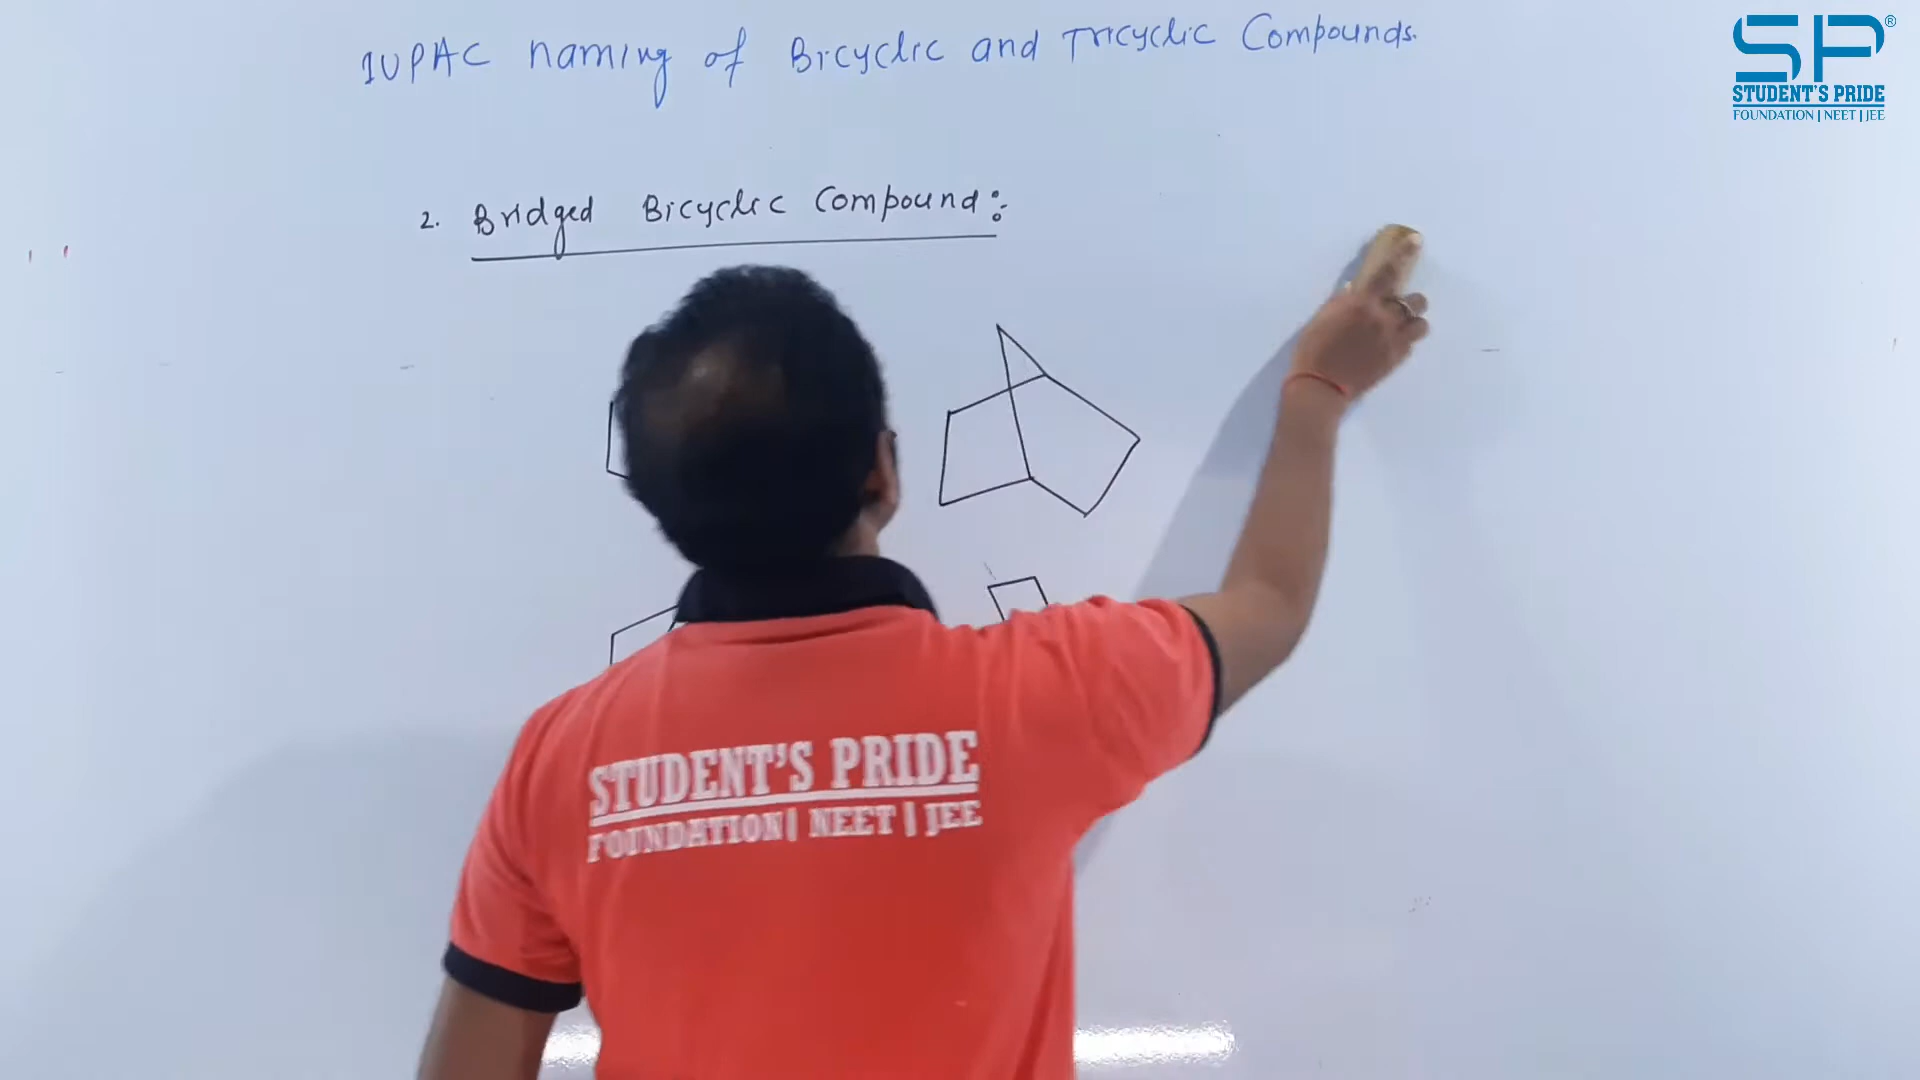 IUPAC naming of Bicyclic and Tricyclic Compounds.
SP®
STUDENT'S PRIDE
FOUNDATION | NEET | JEE
2. Bridged Bicyclic Compound:-
STUDENT'S PRIDE
FOUNDATION | NEET | JEE